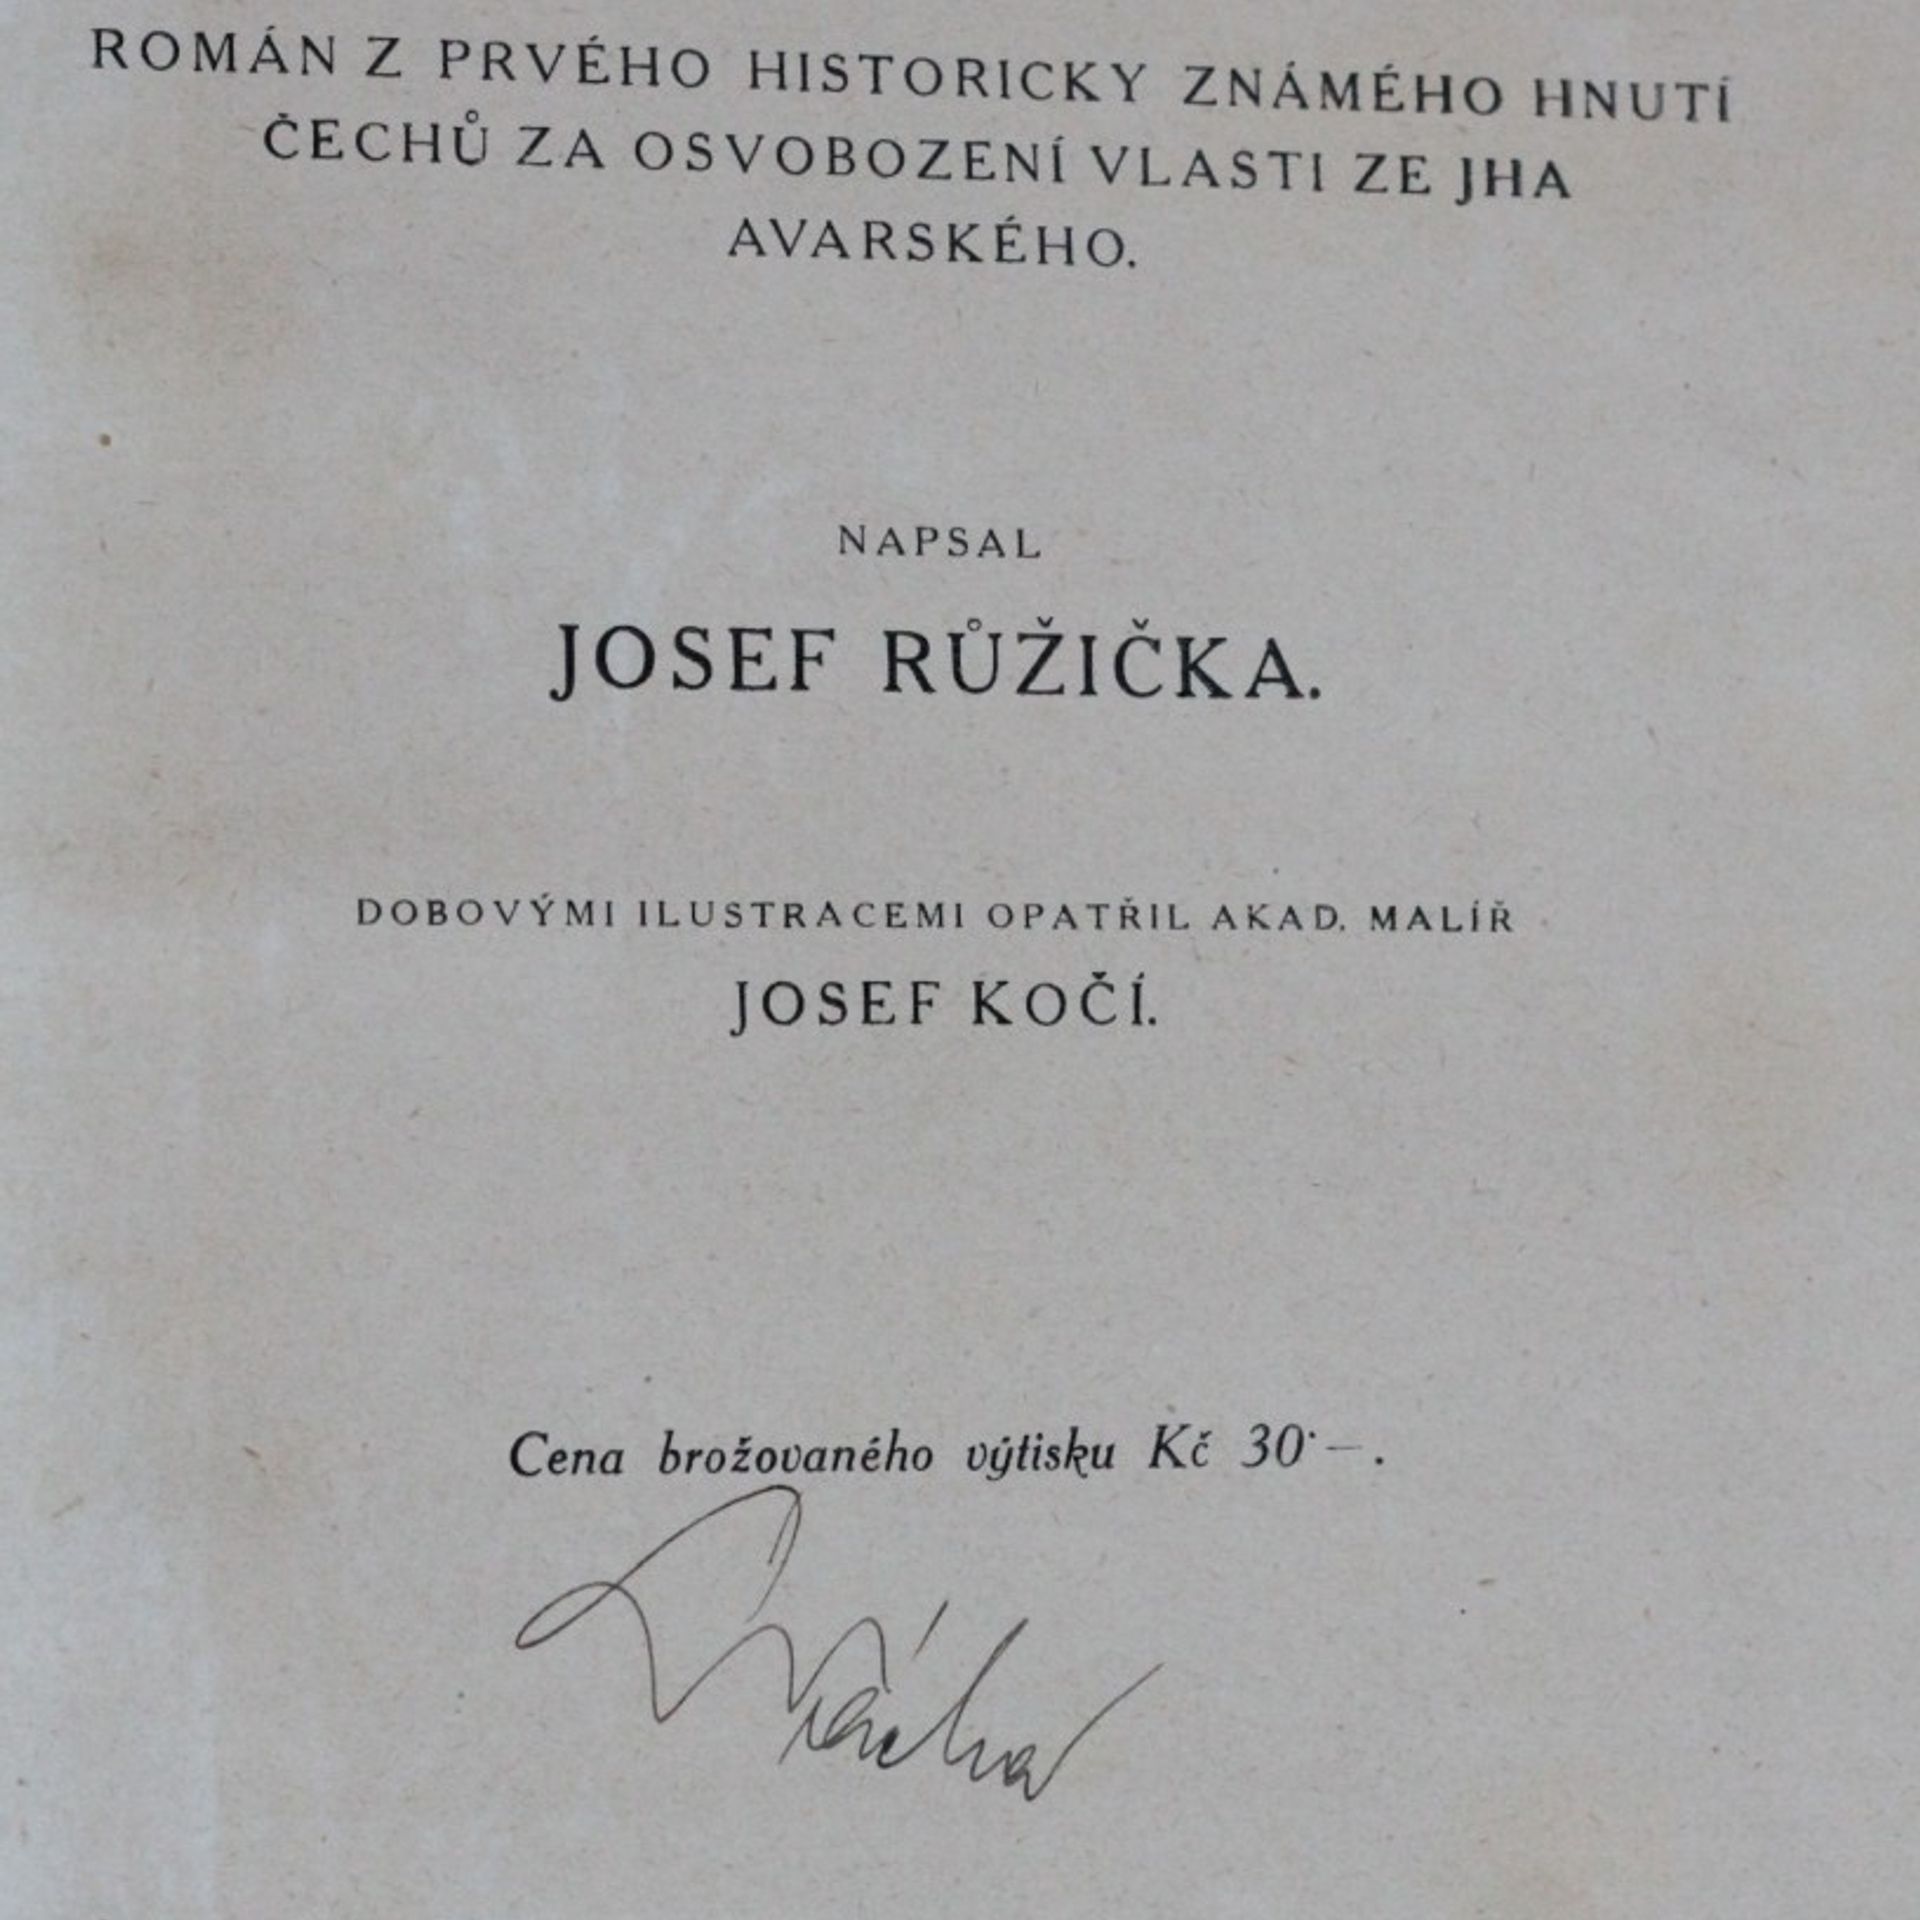 ROMÁN Z PRVÉHO HISTORICKY ZNÁMÉHO HNUTÍ
ČECHŮ ZA OSVOBOZENÍ VLASTI ZE JHA
AVARSKÉHO.
NAPSAL
JOSEF RŮŽIČKA.
DOBOVÝMI ILUSTRACEMI OPATŘIL AKAD. MALÍŘ
JOSEF KOČÍ.
Cena brožovaného výtisku Kč 30·—.